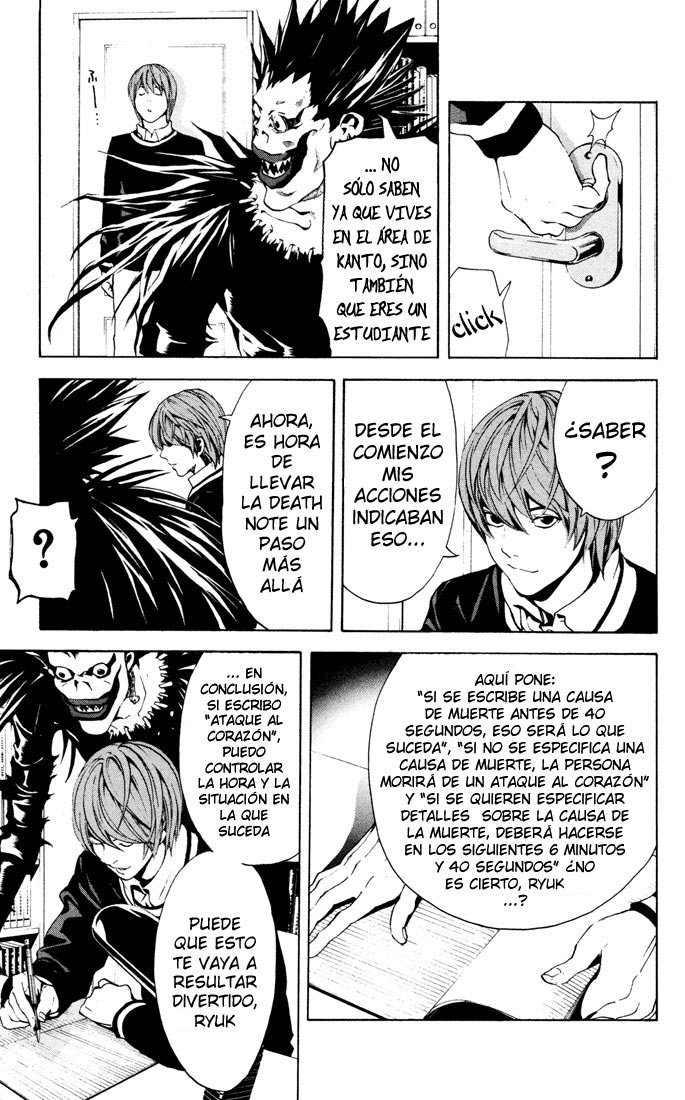 click
... NO
SÓLO SABEN
YA QUE VIVES
EN EL ÁREA DE
KANTO, SINO
TAMBIÉN
QUE ERES UN
ESTUDIANTE
ふー…
¿SABER
?
DESDE EL
COMIENZO
MIS
ACCIONES
INDICABAN
ESO...
AHORA,
ES HORA
DE
LLEVAR
LA DEATH
NOTE UN
PASO
MÁS
ALLÁ
?
AQUÍ PONE:
"SI SE ESCRIBE UNA CAUSA
DE MUERTE ANTES DE 40
SEGUNDOS, ESO SERÁ LO QUE
SUCEDA", "SI NO SE ESPECIFICA UNA
CAUSA DE MUERTE, LA PERSONA
MORIRÁ DE UN ATAQUE AL CORAZÓN"
Y "SI SE QUIEREN ESPECIFICAR
DETALLES SOBRE LA CAUSA DE
LA MUERTE, DEBERÁ HACERSE
EN LOS SIGUIENTES 6 MINUTOS
Y 40 SEGUNDOS" ¿NO
ES CIERTO, RYUK
...?
... EN
CONCLUSIÓN,
SI ESCRIBO
"ATAQUE AL
CORAZÓN",
PUEDO
CONTROLAR
LA HORA Y LA
SITUACIÓN EN
LA QUE
SUCEDA
PUEDE
QUE ESTO
TE VAYA A
RESULTAR
DIVERTIDO,
RYUK